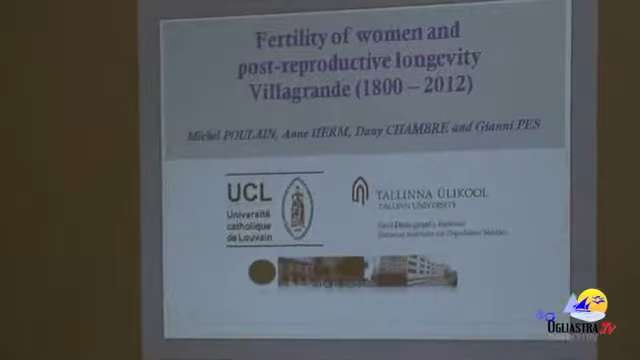 Fertility of women and
post-reproductive longevity
Villagrande (1800 – 2012)
Michel POULAIN, Anne HERM, Dany CHAMBRE and Gianni PES
UCL
Université
catholique
de Louvain
TALLINNA ÜLIKOOL
TALLINN UNIVERSITY
OGLIASTRA.TV